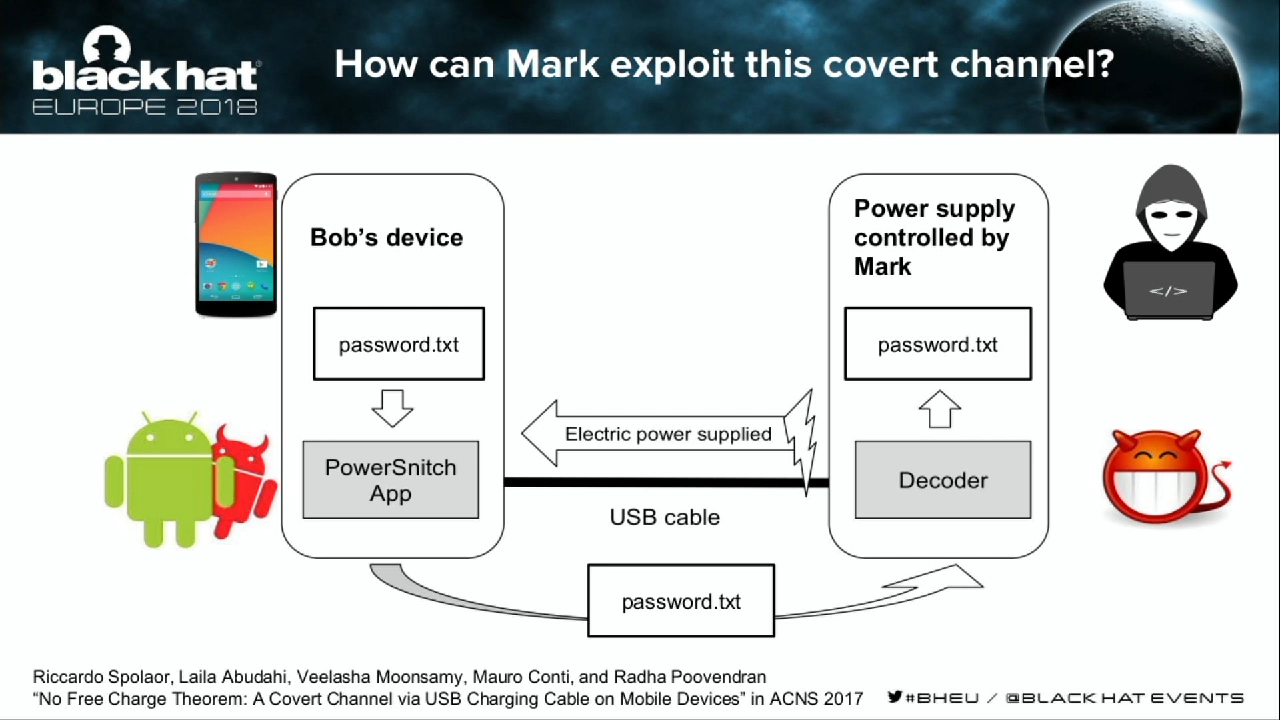 black hat®
EUROPE 2018
How can Mark exploit this covert channel?
Bob’s device
password.txt
PowerSnitch
App
Electric power supplied
USB cable
password.txt
Power supply
controlled by
Mark
password.txt
Decoder
</>
Riccardo Spolaor, Laila Abudahi, Veelasha Moonsamy, Mauro Conti, and Radha Poovendran
“No Free Charge Theorem: A Covert Channel via USB Charging Cable on Mobile Devices” in ACNS 2017
#BHEU / @BLACK HAT EVENTS